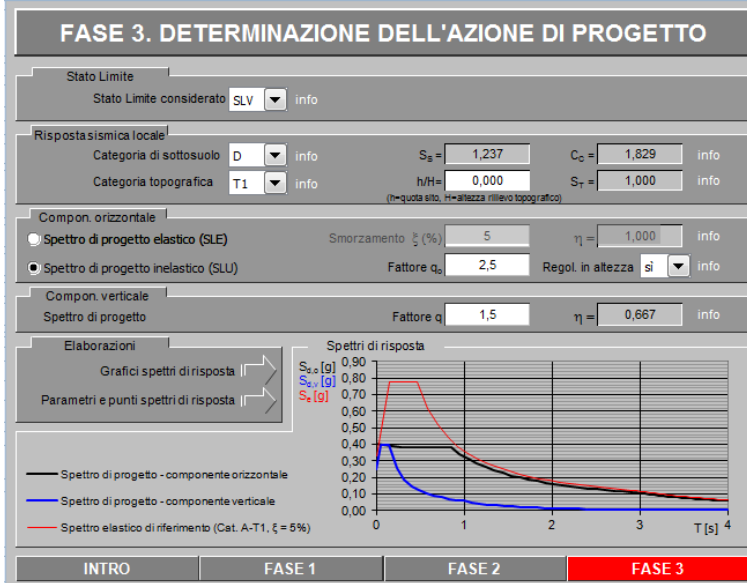 FASE 3. DETERMINAZIONE DELL'AZIONE DI PROGETTO
Stato Limite
Stato Limite considerato SLV info
Risposta sismica locale
Categoria di sottosuolo D info SS = 1,237 CC = 1,829 info
Categoria topografica T1 info h/H= 0,000 ST = 1,000 info
(h=quota sito, H=altezza rilievo topografico)
Compon. orizzontale
Spettro di progetto elastico (SLE) Smorzamento ξ (%) 5 η = 1,000 info
Spettro di progetto inelastico (SLU) Fattore qo 2,5 Regol. in altezza sì info
Compon. verticale
Spettro di progetto Fattore q 1,5 η = 0,667 info
Elaborazioni
Grafici spettri di risposta
Parametri e punti spettri di risposta
Spettri di risposta
Sd,o [g]
Sd,v [g]
Se [g]
0,90
0,80
0,70
0,60
0,50
0,40
0,30
0,20
0,10
0,00
0 1 2 3 T [s] 4
Spettro di progetto - componente orizzontale
Spettro di progetto - componente verticale
Spettro elastico di riferimento (Cat. A-T1, ξ = 5%)
INTRO FASE 1 FASE 2 FASE 3